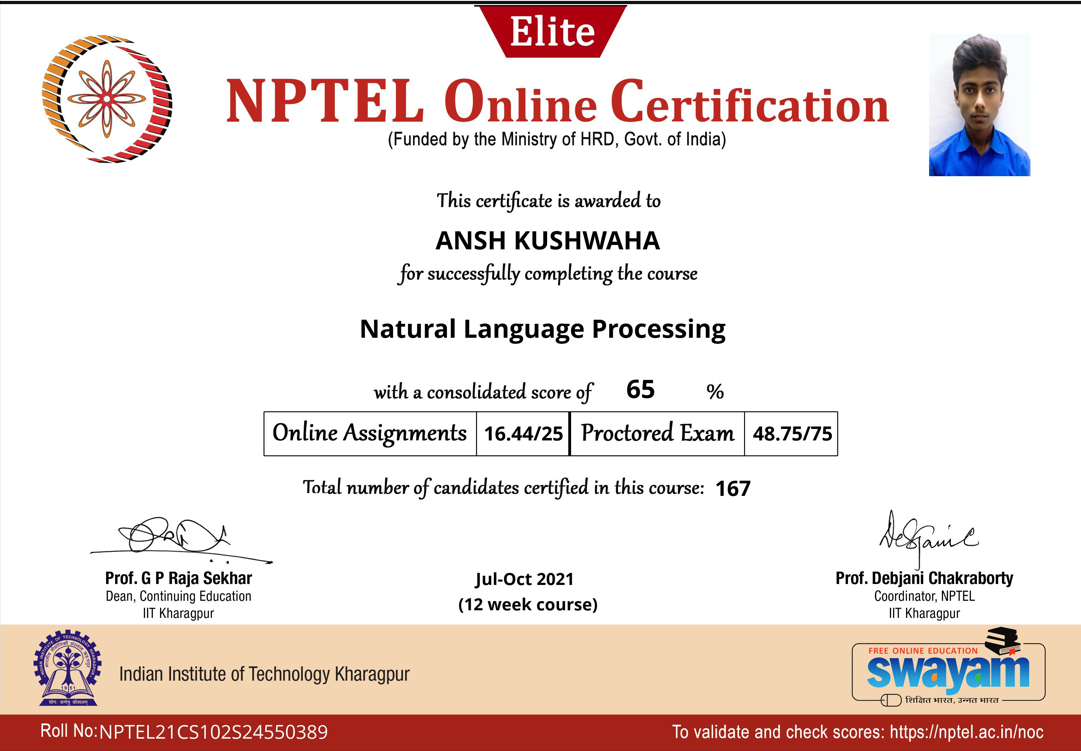 Elite
NPTEL Online Certification
(Funded by the Ministry of HRD, Govt. of India)
This certificate is awarded to
ANSH KUSHWAHA
for successfully completing the course
Natural Language Processing
with a consolidated score of 65 %
Online Assignments 16.44/25 Proctored Exam 48.75/75
Total number of candidates certified in this course: 167
Prof. G P Raja Sekhar
Dean, Continuing Education
IIT Kharagpur
Jul-Oct 2021
(12 week course)
Prof. Debjani Chakraborty
Coordinator, NPTEL
IIT Kharagpur
Indian Institute of Technology Kharagpur
FREE ONLINE EDUCATION
swayam
शिक्षित भारत, उन्नत भारत
Roll No:NPTEL21CS102S24550389
To validate and check scores: https://nptel.ac.in/noc